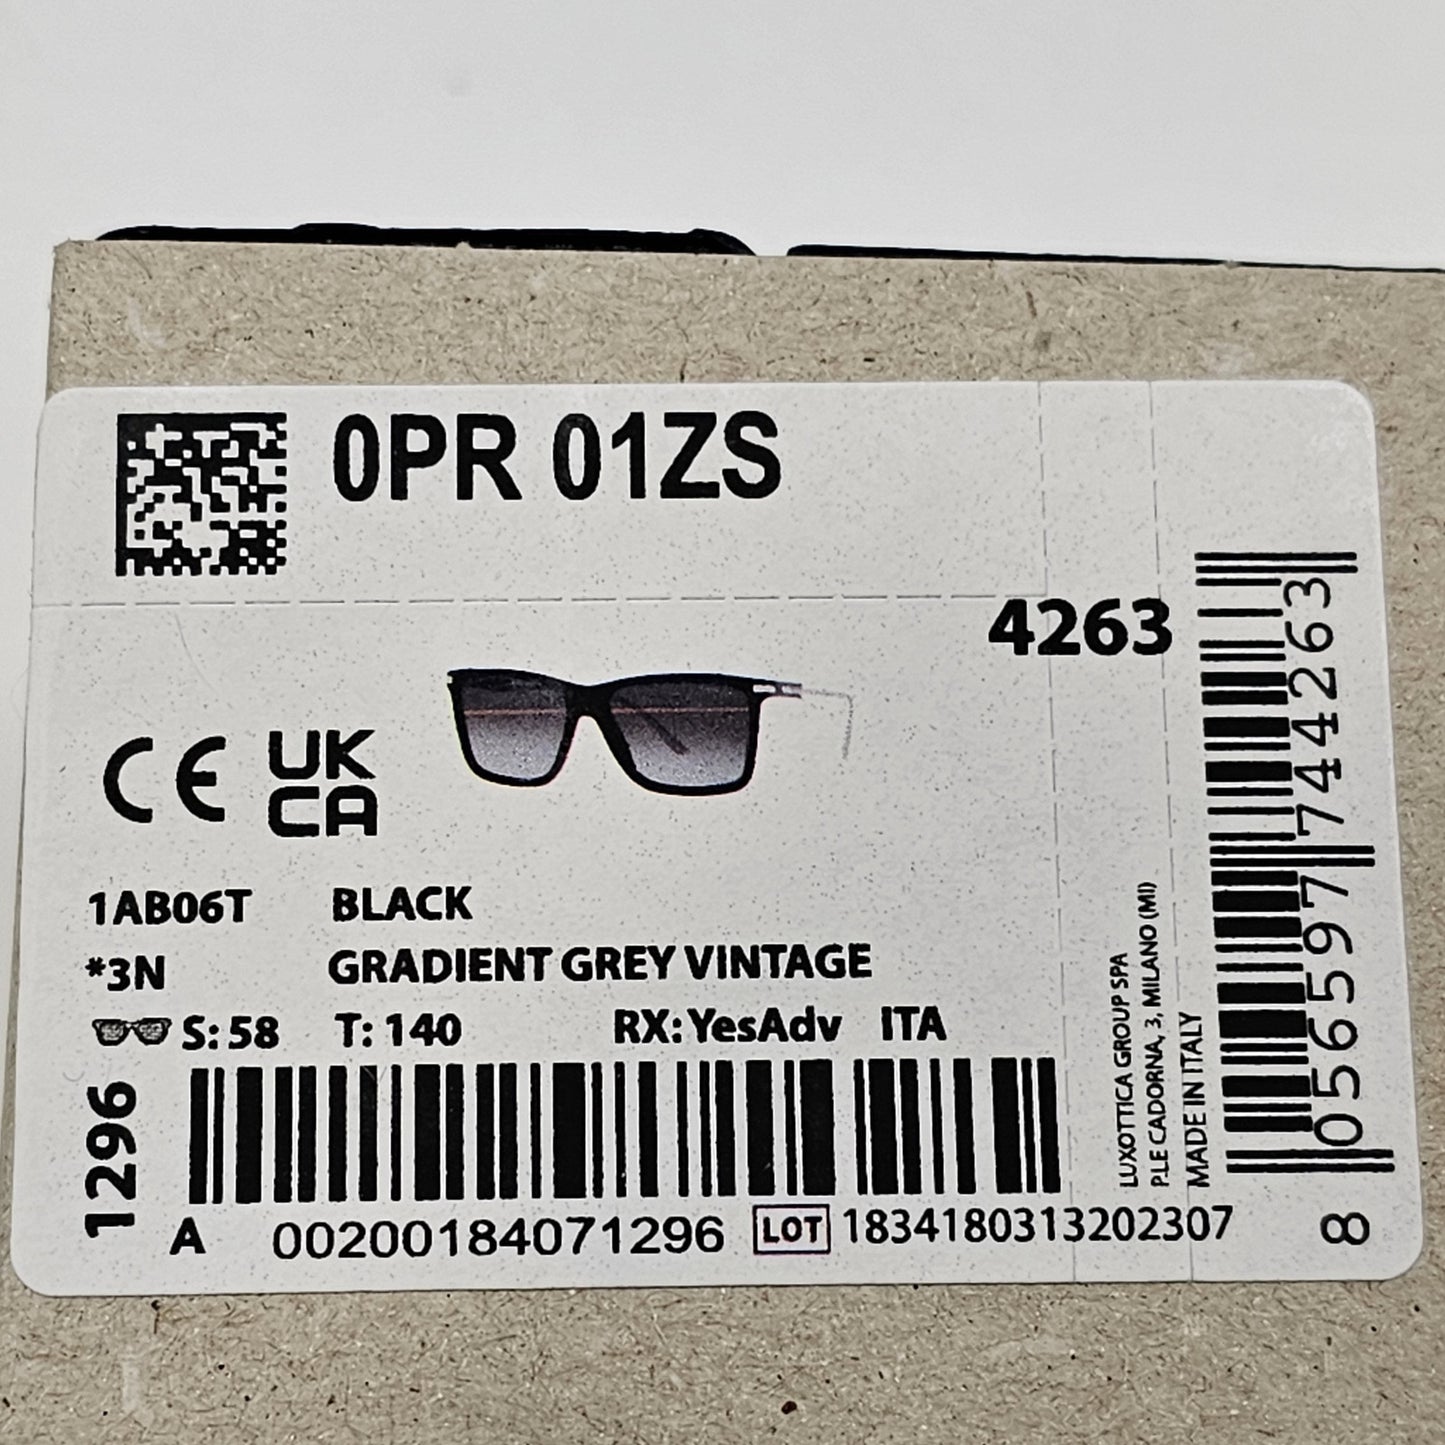 0PR 01ZS
4263
CE UK
CA
1AB06T BLACK
*3N GRADIENT GREY VINTAGE
S: 58 T: 140 RX: YesAdv ITA
1296
A 00200184071296 LOT 1834180313202307
LUXOTTICA GROUP SPA
P.LE CADORNA, 3, MILANO (MI)
MADE IN ITALY
8 056597 744263